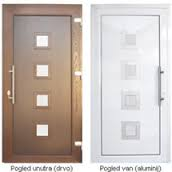 Pogled unutra (drvo)
Pogled van (aluminij)